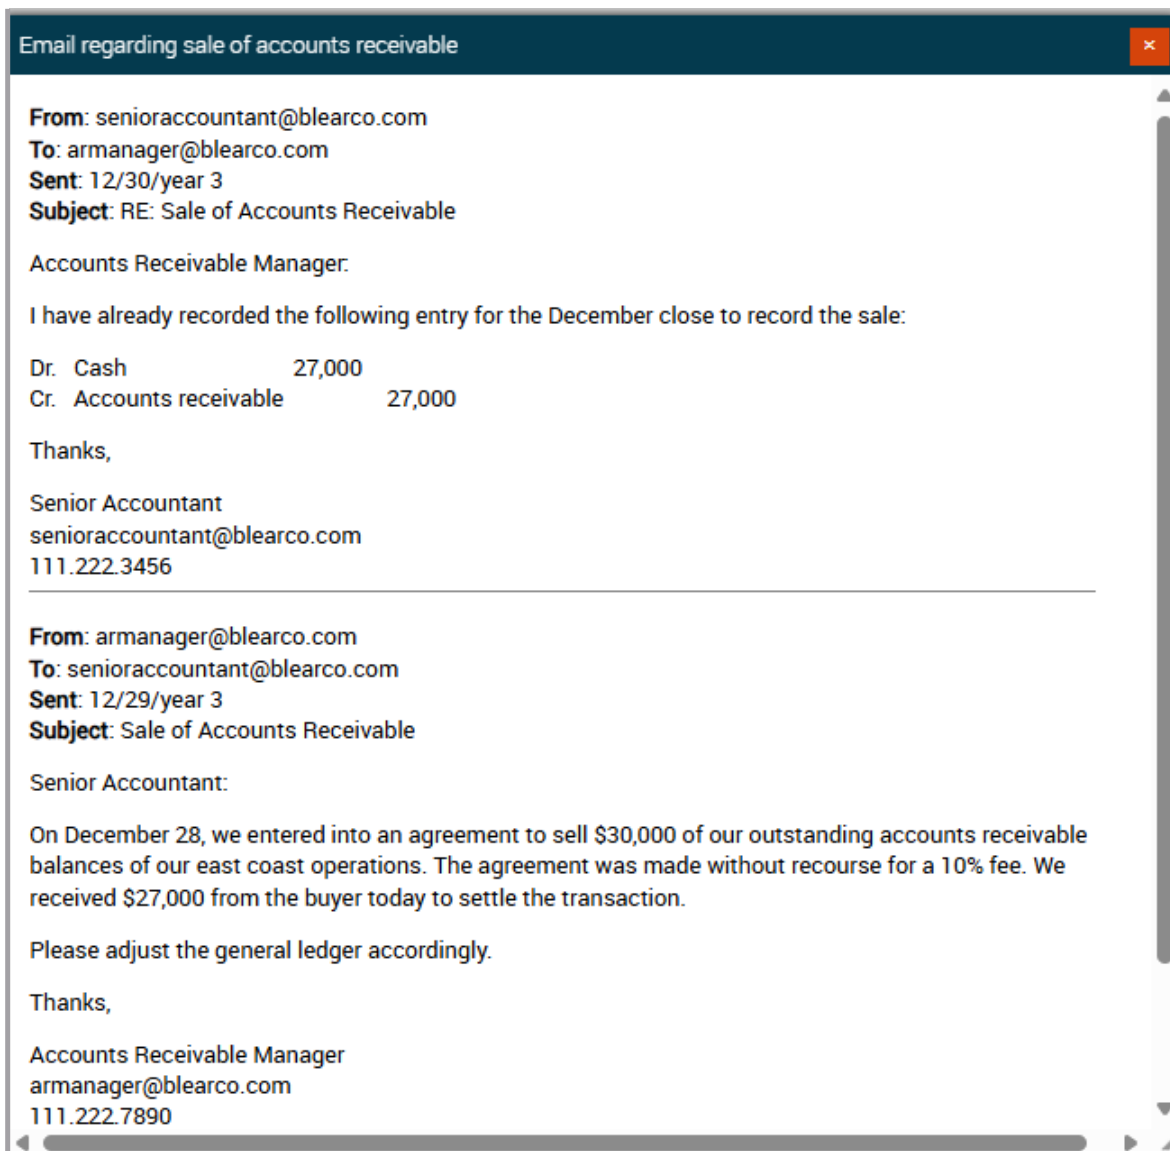 Email regarding sale of accounts receivable
×
From: senioraccountant@blearco.com
To: armanager@blearco.com
Sent: 12/30/year 3
Subject: RE: Sale of Accounts Receivable
Accounts Receivable Manager:
I have already recorded the following entry for the December close to record the sale:
Dr. Cash 27,000
Cr. Accounts receivable 27,000
Thanks,
Senior Accountant
senioraccountant@blearco.com
111.222.3456
From: armanager@blearco.com
To: senioraccountant@blearco.com
Sent: 12/29/year 3
Subject: Sale of Accounts Receivable
Senior Accountant:
On December 28, we entered into an agreement to sell $30,000 of our outstanding accounts receivable
balances of our east coast operations. The agreement was made without recourse for a 10% fee. We
received $27,000 from the buyer today to settle the transaction.
Please adjust the general ledger accordingly.
Thanks,
Accounts Receivable Manager
armanager@blearco.com
111.222.7890